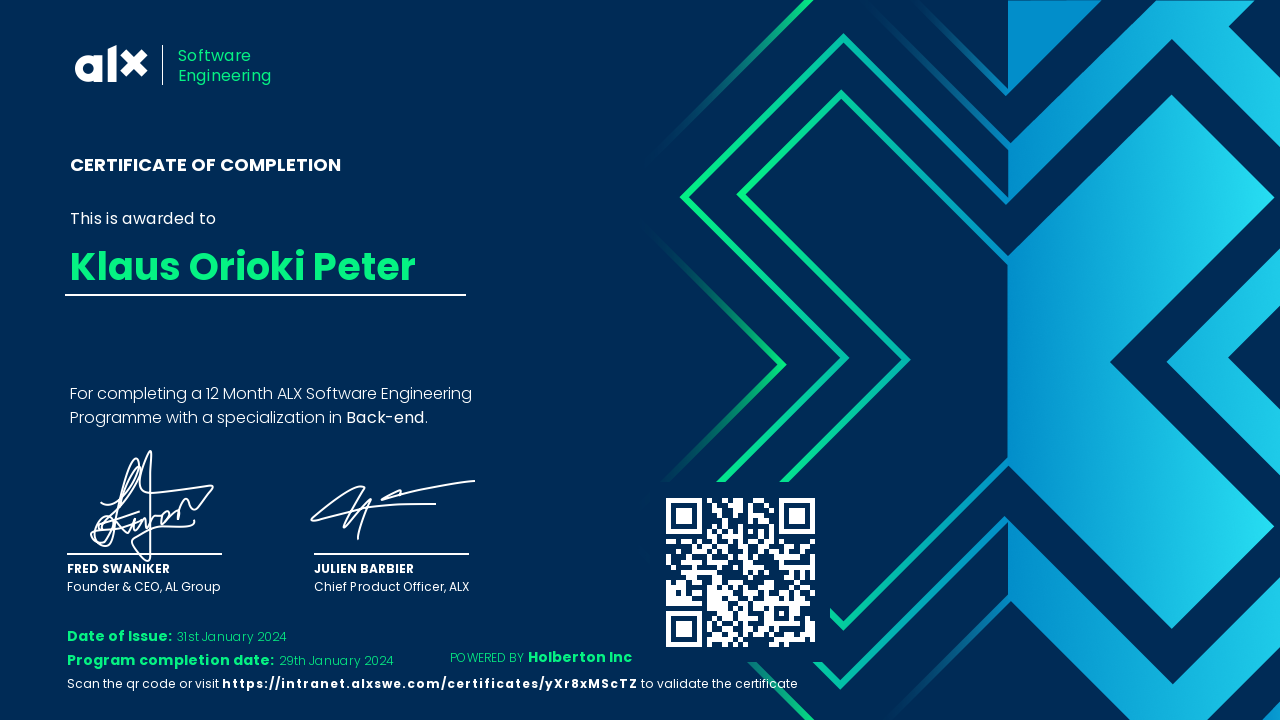 alx
Software
Engineering
CERTIFICATE OF COMPLETION
This is awarded to
Klaus Orioki Peter
For completing a 12 Month ALX Software Engineering
Programme with a specialization in Back-end.
FRED SWANIKER
Founder & CEO, AL Group
JULIEN BARBIER
Chief Product Officer, ALX
Date of Issue: 31st January 2024
Program completion date: 29th January 2024
POWERED BY Holberton Inc
Scan the qr code or visit https://intranet.alxswe.com/certificates/yXr8xMScTZ to validate the certificate